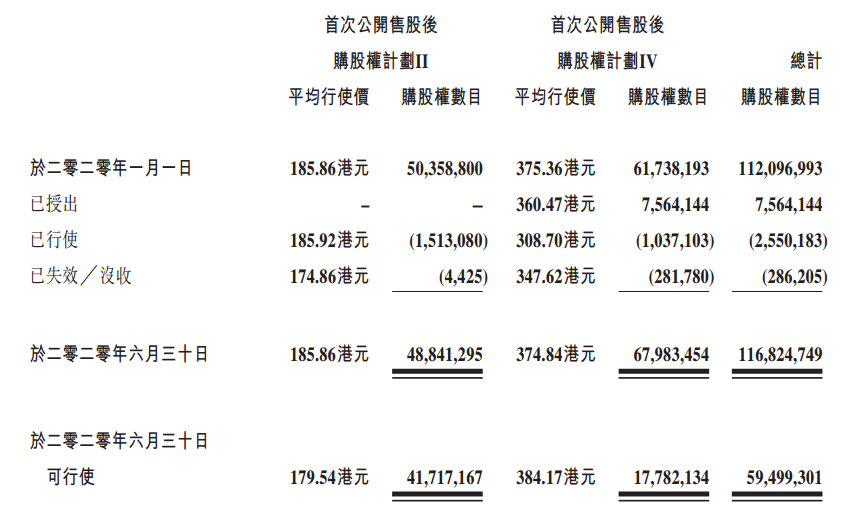 首次公開售股後 首次公開售股後
購股權計劃II 購股權計劃IV 總計
平均行使價 購股權數目 平均行使價 購股權數目 購股權數目
於二零二零年一月一日 185.86港元 50,358,800 375.36港元 61,738,193 112,096,993
已授出 – – 360.47港元 7,564,144 7,564,144
已行使 185.92港元 (1,513,080) 308.70港元 (1,037,103) (2,550,183)
已失效╱沒收 174.86港元 (4,425) 347.62港元 (281,780) (286,205)
於二零二零年六月三十日 185.86港元 48,841,295 374.84港元 67,983,454 116,824,749
於二零二零年六月三十日
可行使 179.54港元 41,717,167 384.17港元 17,782,134 59,499,301